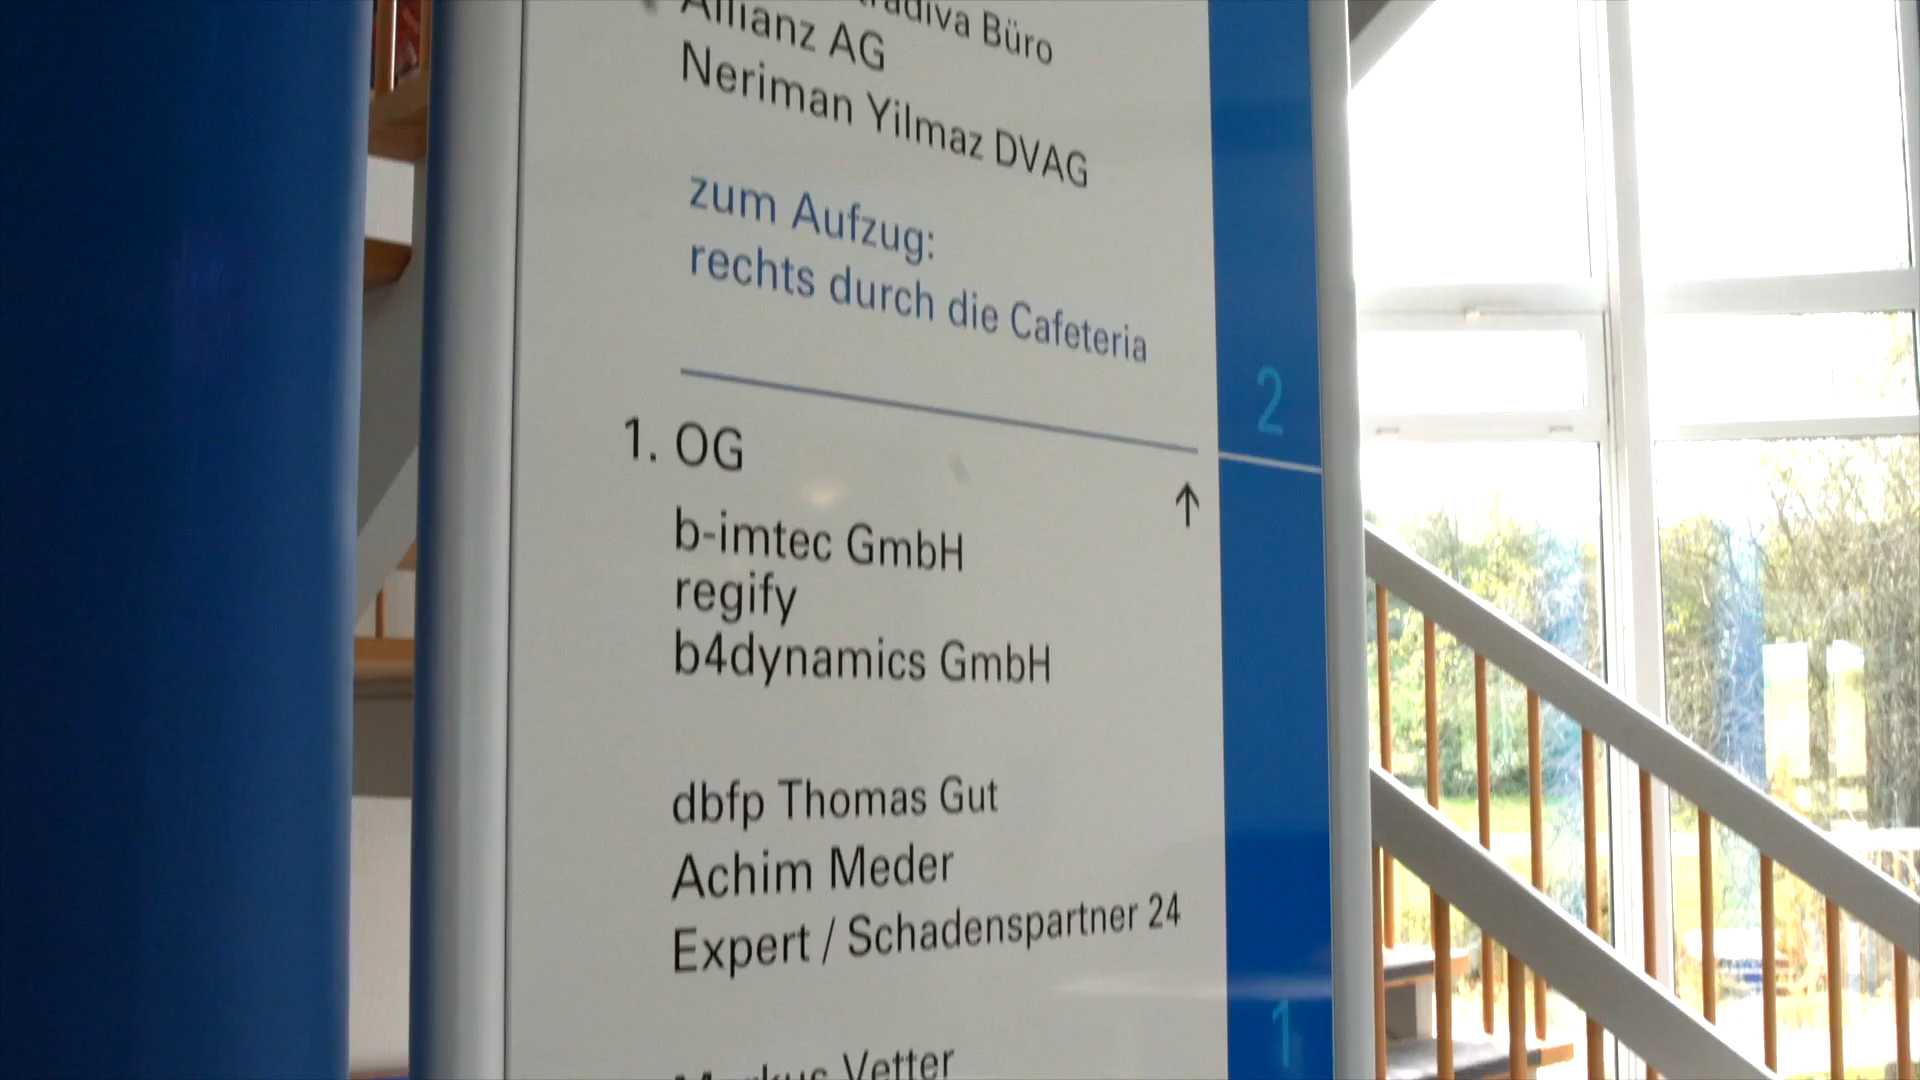 Büro
Allianz AG
Neriman Yilmaz DVAG
zum Aufzug:
rechts durch die Cafeteria
2
1. OG
↑
b-imtec GmbH
regify
b4dynamics GmbH
dbfp Thomas Gut
Achim Meder
Expert / Schadenspartner 24
1
Vetter